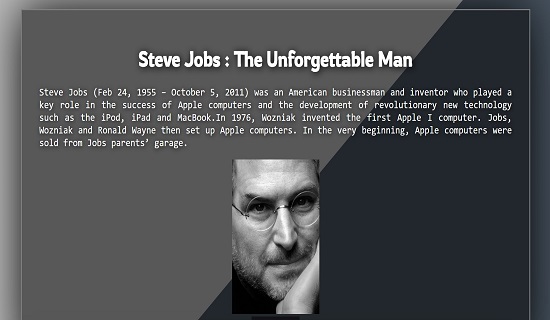 Steve Jobs : The Unforgettable Man
Steve Jobs (Feb 24, 1955 – October 5, 2011) was an American businessman and inventor who played a
key role in the success of Apple computers and the development of revolutionary new technology
such as the iPod, iPad and MacBook.In 1976, Wozniak invented the first Apple I computer. Jobs,
Wozniak and Ronald Wayne then set up Apple computers. In the very beginning, Apple computers were
sold from Jobs parents’ garage.